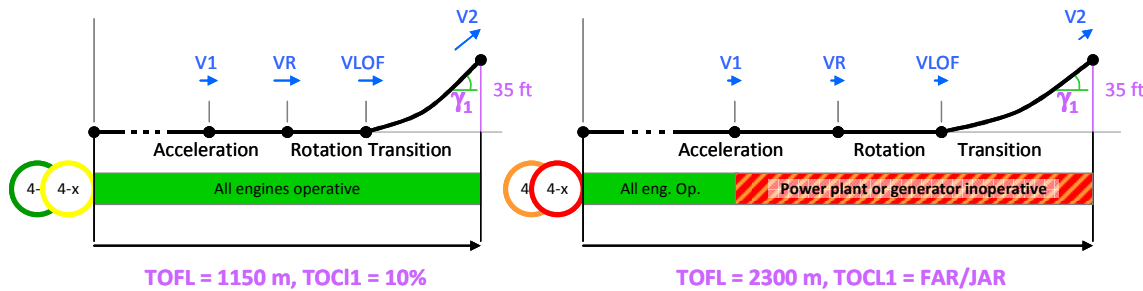 V2
V1 VR VLOF
35 ft
γ1
Acceleration Rotation Transition
4- 4-x All engines operative
TOFL = 1150 m, TOCl1 = 10%
V2
V1 VR VLOF
35 ft
γ1
Acceleration Rotation Transition
4 4-x All eng. Op. Power plant or generator inoperative
TOFL = 2300 m, TOCL1 = FAR/JAR